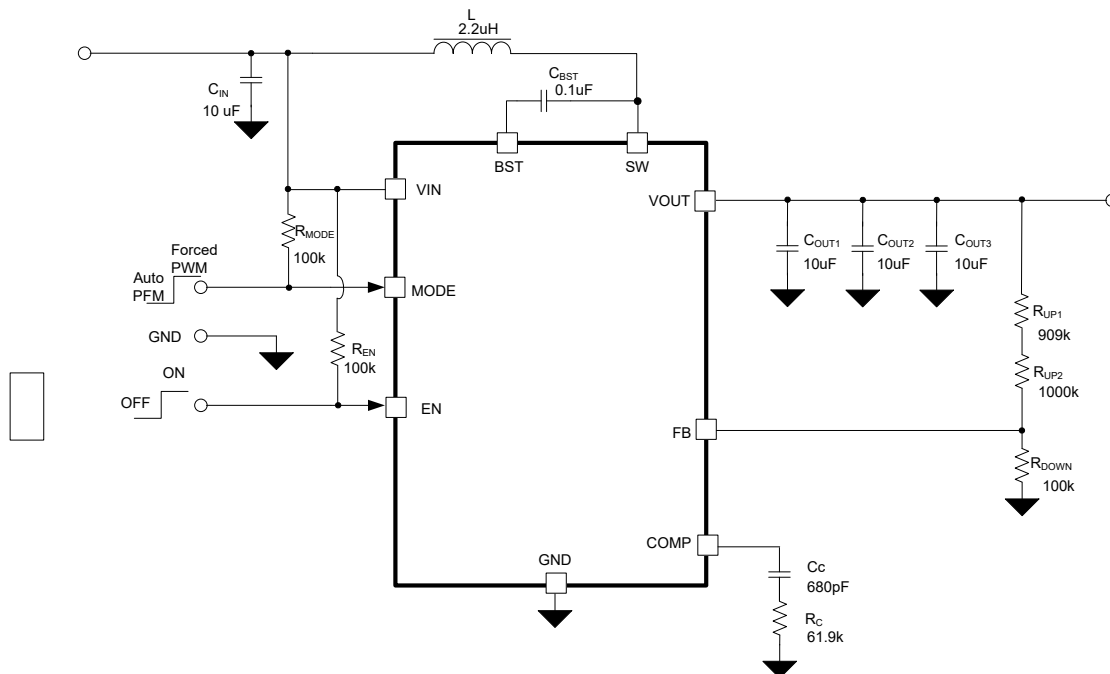 L
2.2uH
CBST
0.1uF
CIN
10 uF
BST
SW
VIN
VOUT
RMODE
100k
COUT1
10uF
COUT2
10uF
COUT3
10uF
Forced
PWM
Auto
PFM
MODE
GND
RUP1
909k
REN
100k
RUP2
1000k
ON
OFF
EN
FB
RDOWN
100k
COMP
GND
Cc
680pF
RC
61.9k